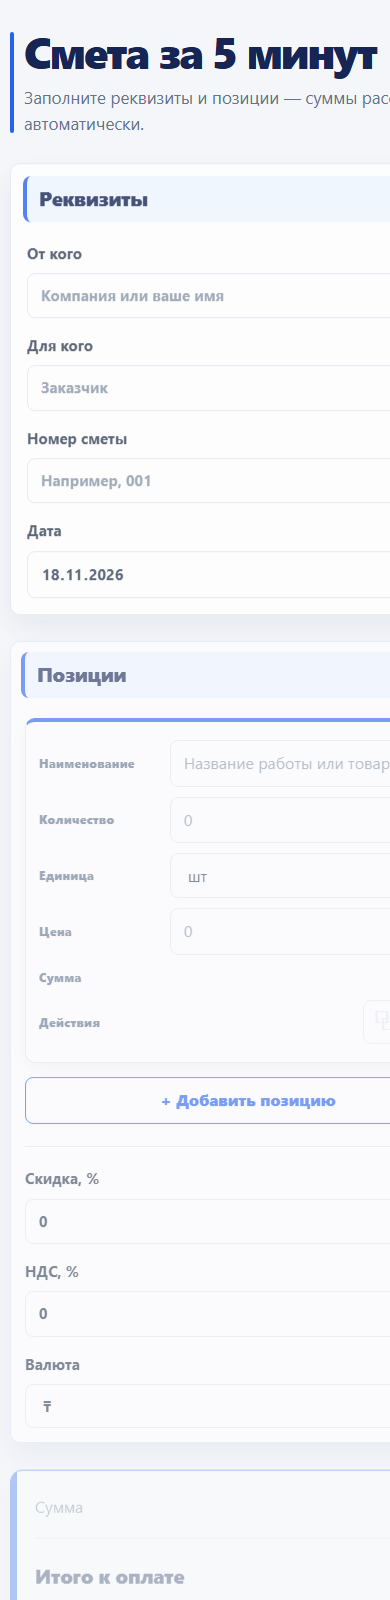 Смета за 5 минут
Заполните реквизиты и позиции — суммы рас
автоматически.
Реквизиты
От кого
Компания или ваше имя
Для кого
Заказчик
Номер сметы
Например, 001
Дата
18.11.2026
Позиции
Наименование
Название работы или товар
Количество
0
Единица
шт
Цена
0
Сумма
Действия
+ Добавить позицию
Скидка, %
0
НДС, %
0
Валюта
₸
Сумма
Итого к оплате